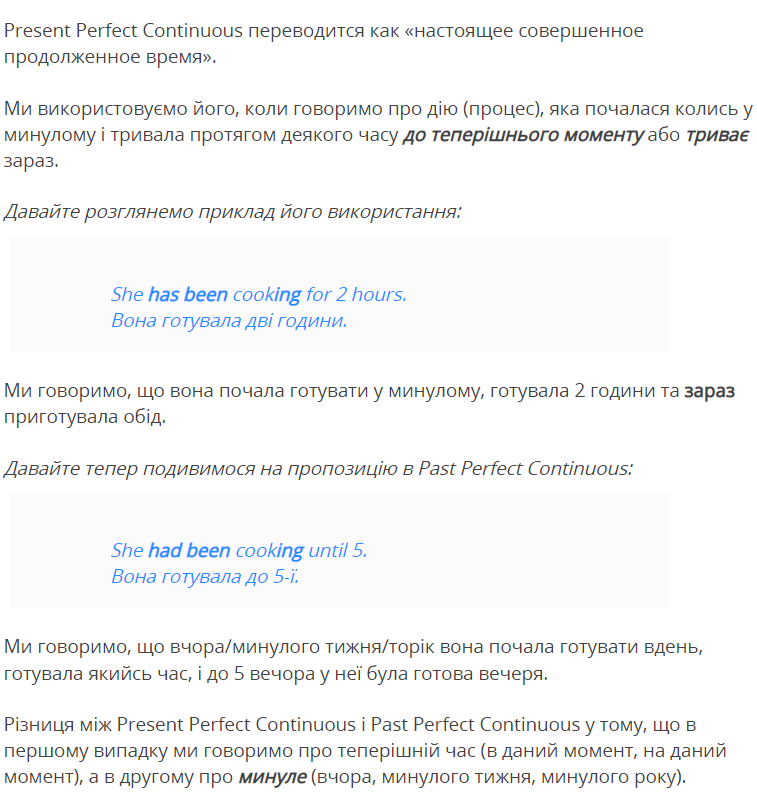 Present Perfect Continuous переводится как «настоящее совершенное
продолженное время».
Ми використовуємо його, коли говоримо про дію (процес), яка почалася колись у
минулому і тривала протягом деякого часу до теперішнього моменту або триває
зараз.
Давайте розглянемо приклад його використання:
She has been cooking for 2 hours.
Вона готувала дві години.
Ми говоримо, що вона почала готувати у минулому, готувала 2 години та зараз
приготувала обід.
Давайте тепер подивимося на пропозицію в Past Perfect Continuous:
She had been cooking until 5.
Вона готувала до 5-ї.
Ми говоримо, що вчора/минулого тижня/торік вона почала готувати вдень,
готувала якийсь час, і до 5 вечора у неї була готова вечеря.
Різниця між Present Perfect Continuous і Past Perfect Continuous у тому, що в
першому випадку ми говоримо про теперішній час (в даний момент, на даний
момент), а в другому про минуле (вчора, минулого тижня, минулого року).